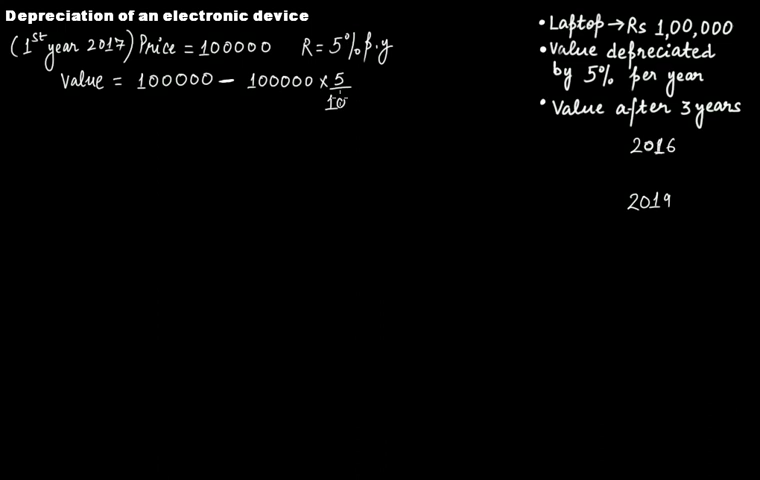 Depreciation of an electronic device
(1st year 2017) Price = 100000 R = 5% p.y
Value = 100000 - 100000 × 5/10
• Laptop → Rs 1,00,000
• Value depreciated
by 5% per year
• Value after 3 years
2016
2019